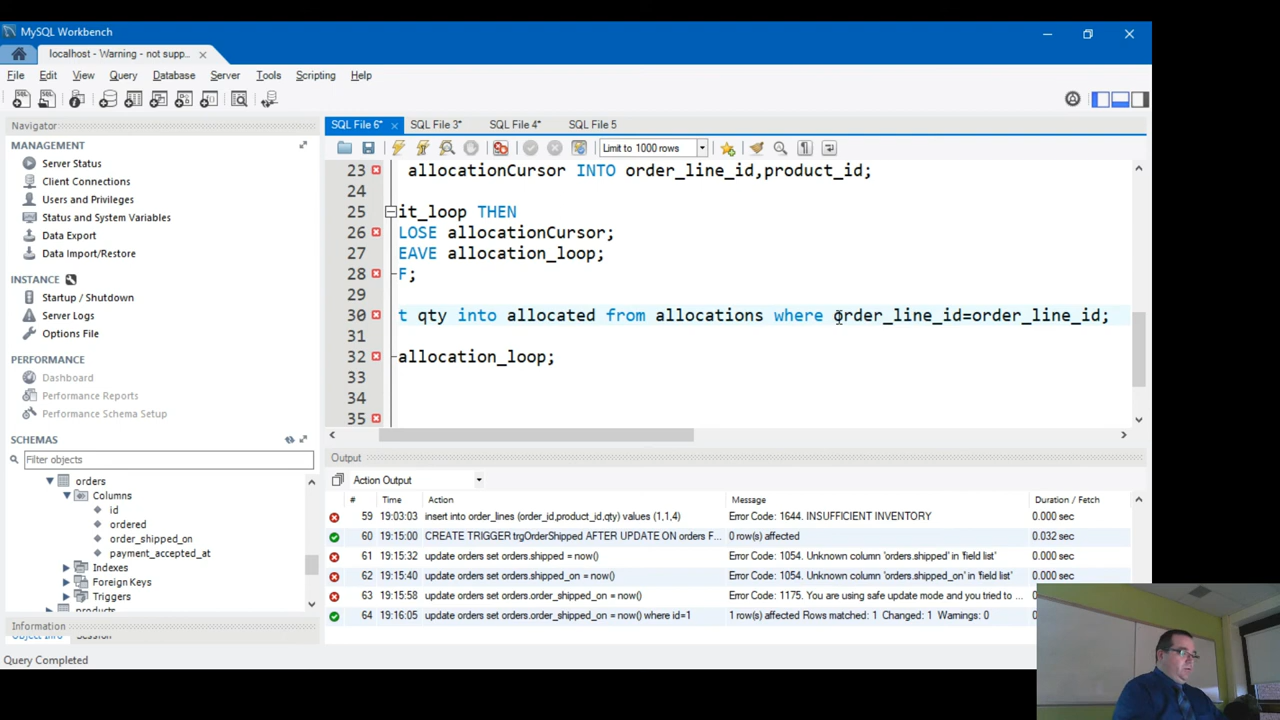 MySQL Workbench
localhost - Warning - not supp...
File Edit View Query Database Server Tools Scripting Help
Navigator
MANAGEMENT
Server Status
Client Connections
Users and Privileges
Status and System Variables
Data Export
Data Import/Restore
INSTANCE
Startup / Shutdown
Server Logs
Options File
PERFORMANCE
Dashboard
Performance Reports
Performance Schema Setup
SCHEMAS
Filter objects
orders
Columns
id
ordered
order_shipped_on
payment_accepted_at
Indexes
Foreign Keys
Triggers
products
Information
Object Info Session
Query Completed
SQL File 6* SQL File 3* SQL File 4* SQL File 5
Limit to 1000 rows
23 allocationCursor INTO order_line_id,product_id;
24
25 it_loop THEN
26 LOSE allocationCursor;
27 EAVE allocation_loop;
28 F;
29
30 t qty into allocated from allocations where order_line_id=order_line_id;
31
32 allocation_loop;
33
34
35
Output
Action Output
# Time Action Message Duration / Fetch
59 19:03:03 insert into order_lines (order_id,product_id,qty) values (1,1,4) Error Code: 1644. INSUFFICIENT INVENTORY 0.000 sec
60 19:15:00 CREATE TRIGGER trgOrderShipped AFTER UPDATE ON orders F... 0 row(s) affected 0.032 sec
61 19:15:32 update orders set orders.shipped = now() Error Code: 1054. Unknown column 'orders.shipped' in 'field list' 0.000 sec
62 19:15:40 update orders set orders.shipped_on = now() Error Code: 1054. Unknown column 'orders.shipped_on' in 'field list' 0.000 sec
63 19:15:58 update orders set orders.order_shipped_on = now() Error Code: 1175. You are using safe update mode and you tried to ... 0.000 sec
64 19:16:05 update orders set orders.order_shipped_on = now() where id=1 1 row(s) affected Rows matched: 1 Changed: 1 Warnings: 0 0.000 sec